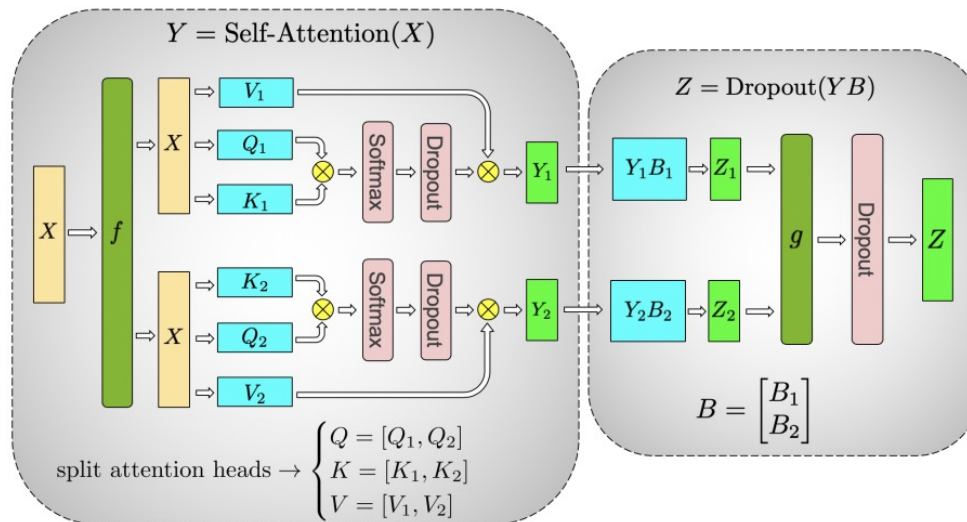 Y = Self-Attention(X)
X
f
X
V₁
Q₁
K₁
Softmax
Dropout
Y₁
X
K₂
Q₂
V₂
Softmax
Dropout
Y₂
split attention heads → { Q = [Q₁, Q₂]
K = [K₁, K₂]
V = [V₁, V₂]
Z = Dropout(Y B)
Y₁B₁
Z₁
Y₂B₂
Z₂
g
Dropout
Z
B = [B₁
B₂]